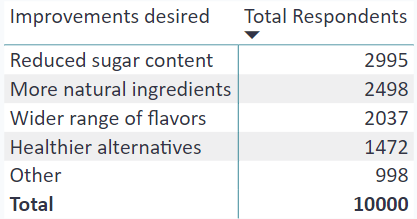 Improvements desired Total Respondents
Reduced sugar content 2995
More natural ingredients 2498
Wider range of flavors 2037
Healthier alternatives 1472
Other 998
Total 10000